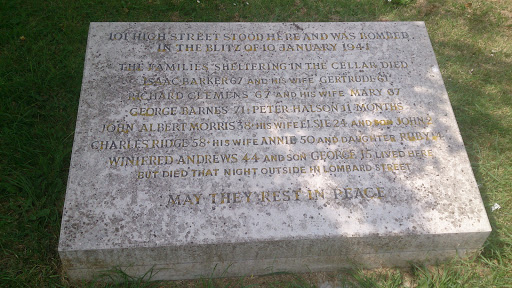 101 HIGH STREET STOOD HERE AND WAS BOMBED
IN THE BLITZ OF 10 JANUARY 1941
THE FAMILIES SHELTERING IN THE CELLAR DIED
ISAAC BARKER 67 AND HIS WIFE GERTRUDE 61
RICHARD CLEMENS 67 AND HIS WIFE MARY 67
GEORGE BARNES 71 · PETER HALSON 11 MONTHS
JOHN ALBERT MORRIS 38 · HIS WIFE ELSIE 24 AND SON JOHN 5
CHARLES RIDGE 58 · HIS WIFE ANNIE 50 AND DAUGHTER RUBY 14
WINIFRED ANDREWS 44 AND SON GEORGE 15 LIVED HERE
BUT DIED THAT NIGHT OUTSIDE IN LOMBARD STREET
MAY THEY REST IN PEACE